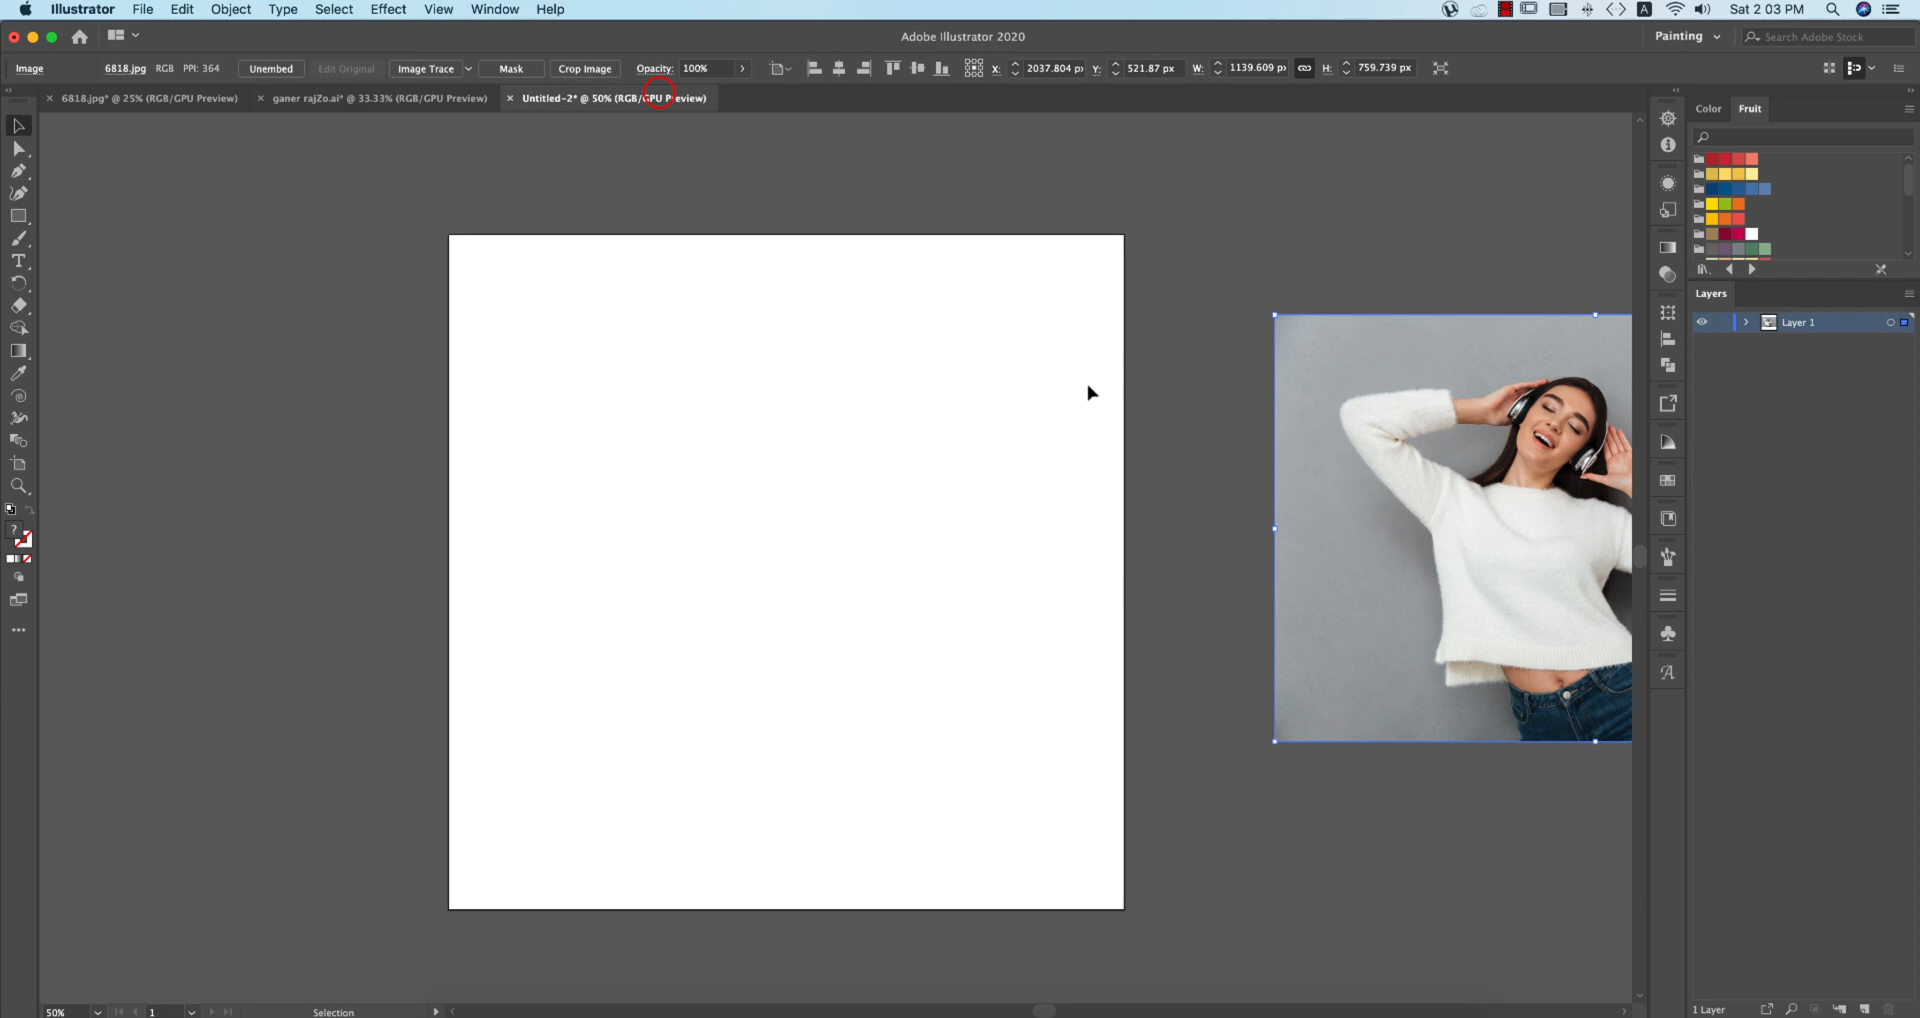 Illustrator File Edit Object Type Select Effect View Window Help A Sat 2 03 PM
Adobe Illustrator 2020 Painting Search Adobe Stock
Image 6818.jpg RGB PPI: 364 Unembed Edit Original Image Trace Mask Crop Image Opacity: 100% X: 2037.804 p Y: 521.87 px W: 1139.609 p H: 759.739 px
6818.jpg* @ 25% (RGB/GPU Preview) ganer rajZo.ai* @ 33.33% (RGB/GPU Preview) Untitled-2* @ 50% (RGB/GPU Preview)
Color Fruit
Layers
Layer 1
50% 1 Selection 1 Layer